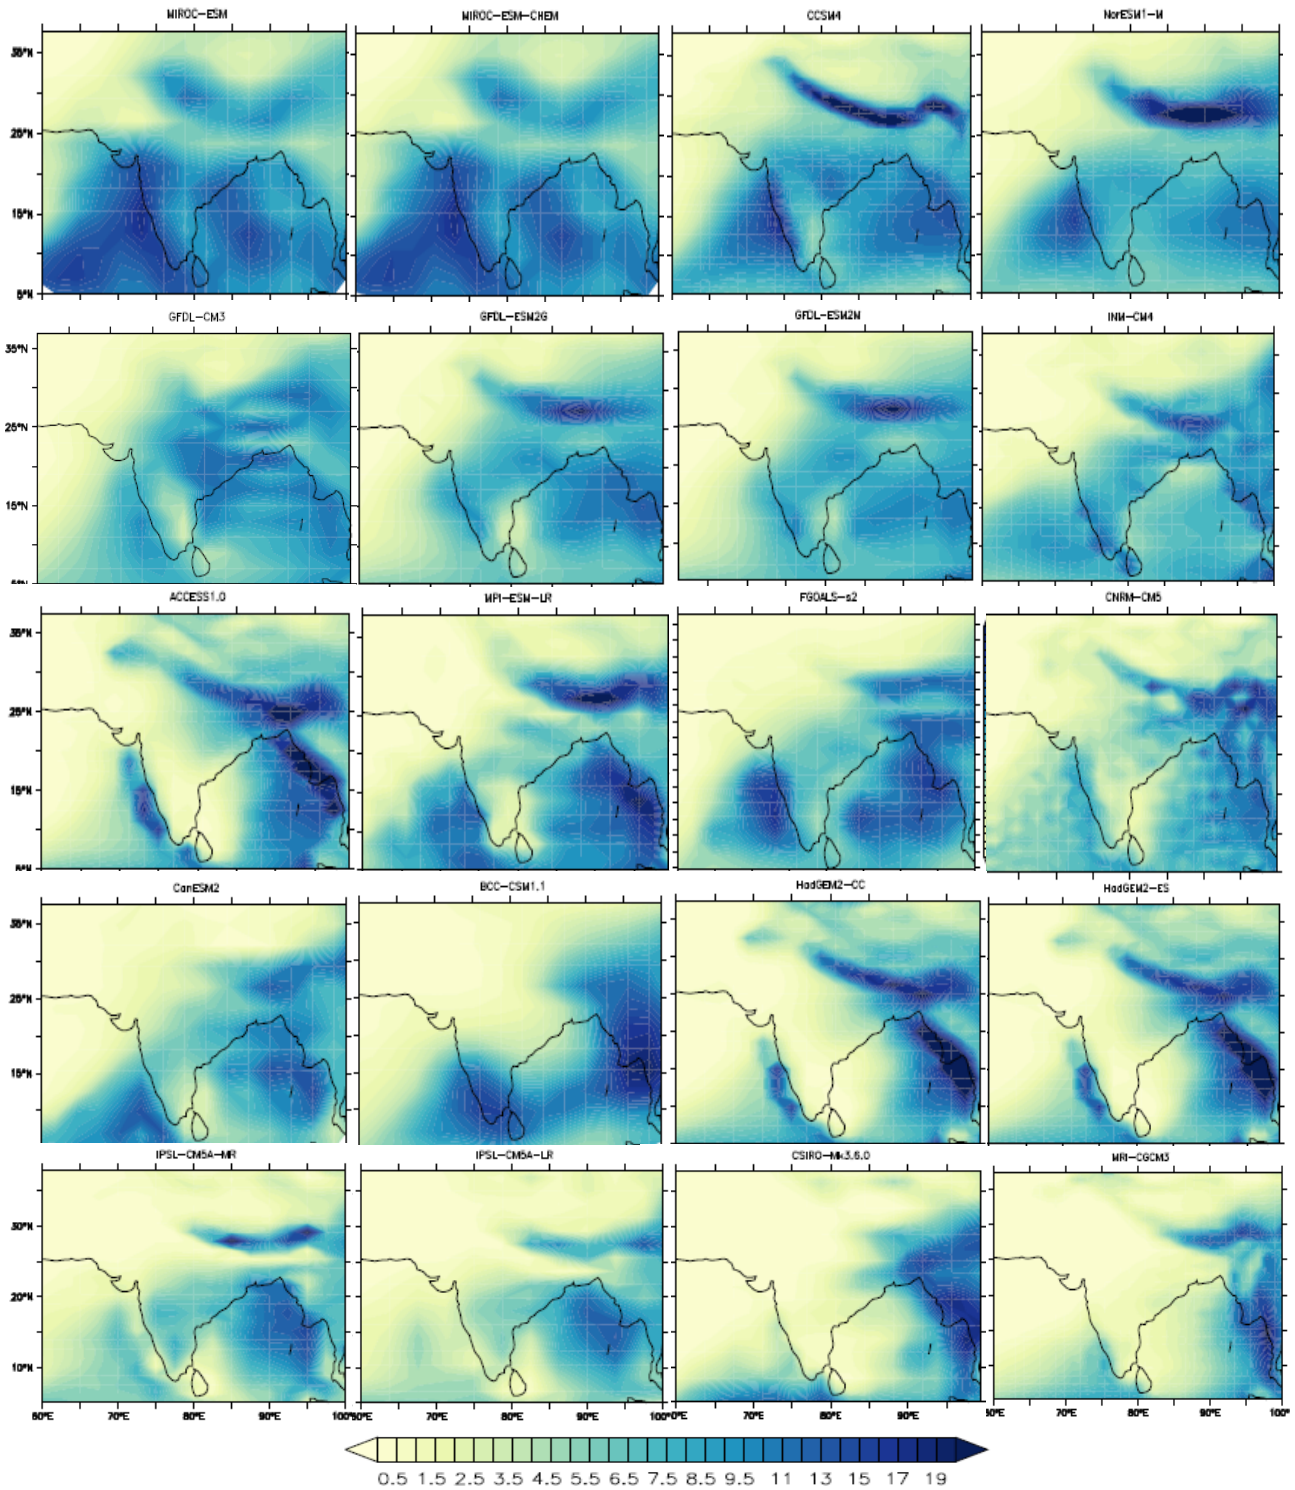 MIROC-ESM MIROC-ESM-CHEM CCSM4 NorESM1-M
35°N
25°N
15°N
5°N
GFDL-CM3 GFDL-ESM2G GFDL-ESM2M INM-CM4
35°N
25°N
15°N
5°N
ACCESS1.0 MPI-ESM-LR FGOALS-s2 CNRM-CM5
35°N
25°N
15°N
5°N
CanESM2 BCC-CSM1.1 HadGEM2-CC HadGEM2-ES
35°N
25°N
15°N
IPSL-CM5A-MR IPSL-CM5A-LR CSIRO-Mk3.6.0 MRI-CGCM3
30°N
20°N
10°N
60°E 70°E 80°E 90°E 70°E 80°E 90°E 70°E 80°E 90°E 60°E 70°E 80°E 90°E 100°
0.5 1.5 2.5 3.5 4.5 5.5 6.5 7.5 8.5 9.5 11 13 15 17 19